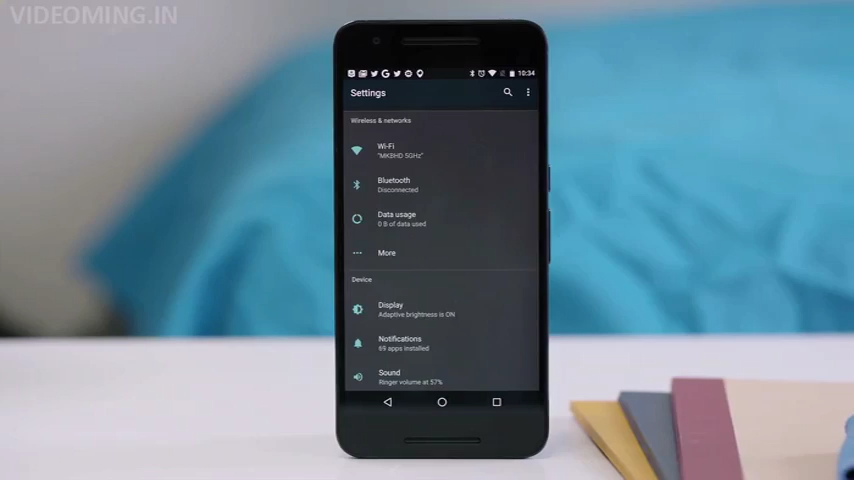 VIDEOMING.IN
10:34
Settings
Wireless & networks
Wi-Fi
"MKBHD 5GHz"
Bluetooth
Disconnected
Data usage
0 B of data used
More
Device
Display
Adaptive brightness is ON
Notifications
69 apps installed
Sound
Ringer volume at 57%